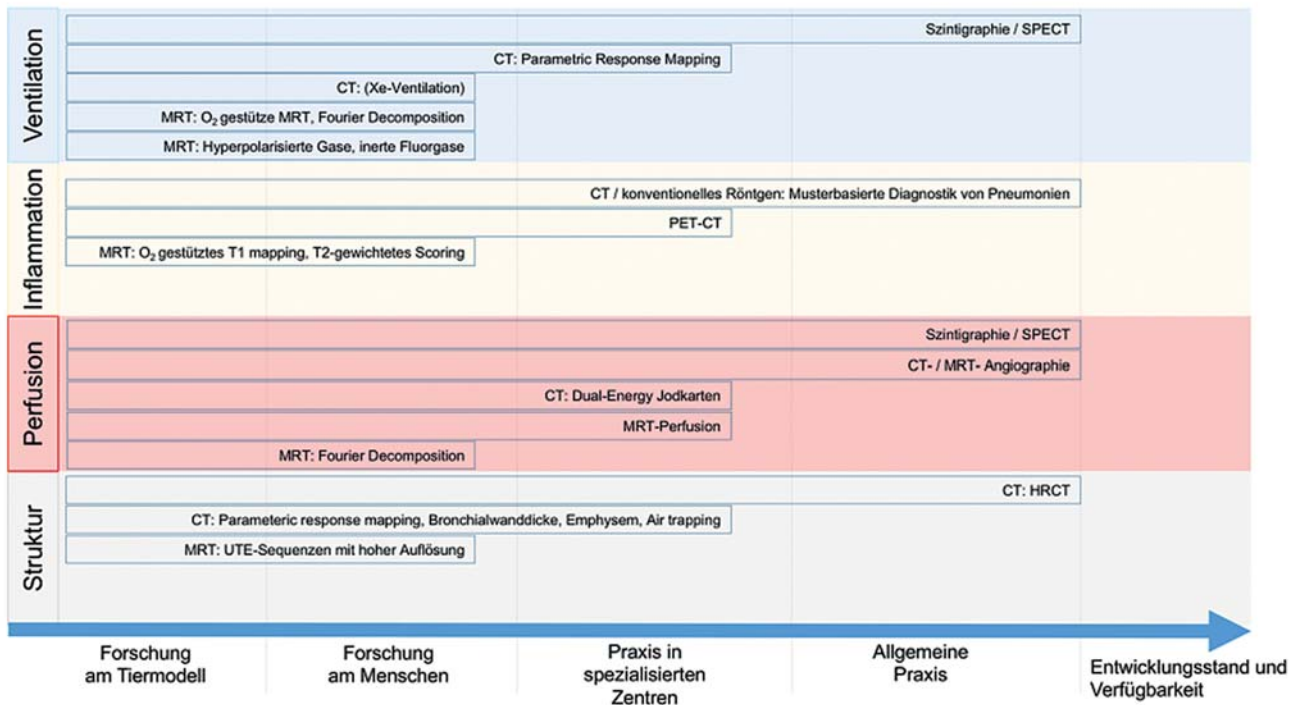 Ventilation
Szintigraphie / SPECT
CT: Parametric Response Mapping
CT: (Xe-Ventilation)
MRT: O₂ gestütze MRT, Fourier Decomposition
MRT: Hyperpolarisierte Gase, inerte Fluorgase
Inflammation
CT / konventionelles Röntgen: Musterbasierte Diagnostik von Pneumonien
PET-CT
MRT: O₂ gestütztes T1 mapping, T2-gewichtetes Scoring
Perfusion
Szintigraphie / SPECT
CT- / MRT- Angiographie
CT: Dual-Energy Jodkarten
MRT-Perfusion
MRT: Fourier Decomposition
Struktur
CT: HRCT
CT: Parameteric response mapping, Bronchialwanddicke, Emphysem, Air trapping
MRT: UTE-Sequenzen mit hoher Auflösung
Forschung
am Tiermodell
Forschung
am Menschen
Praxis in
spezialisierten
Zentren
Allgemeine
Praxis
Entwicklungsstand und
Verfügbarkeit